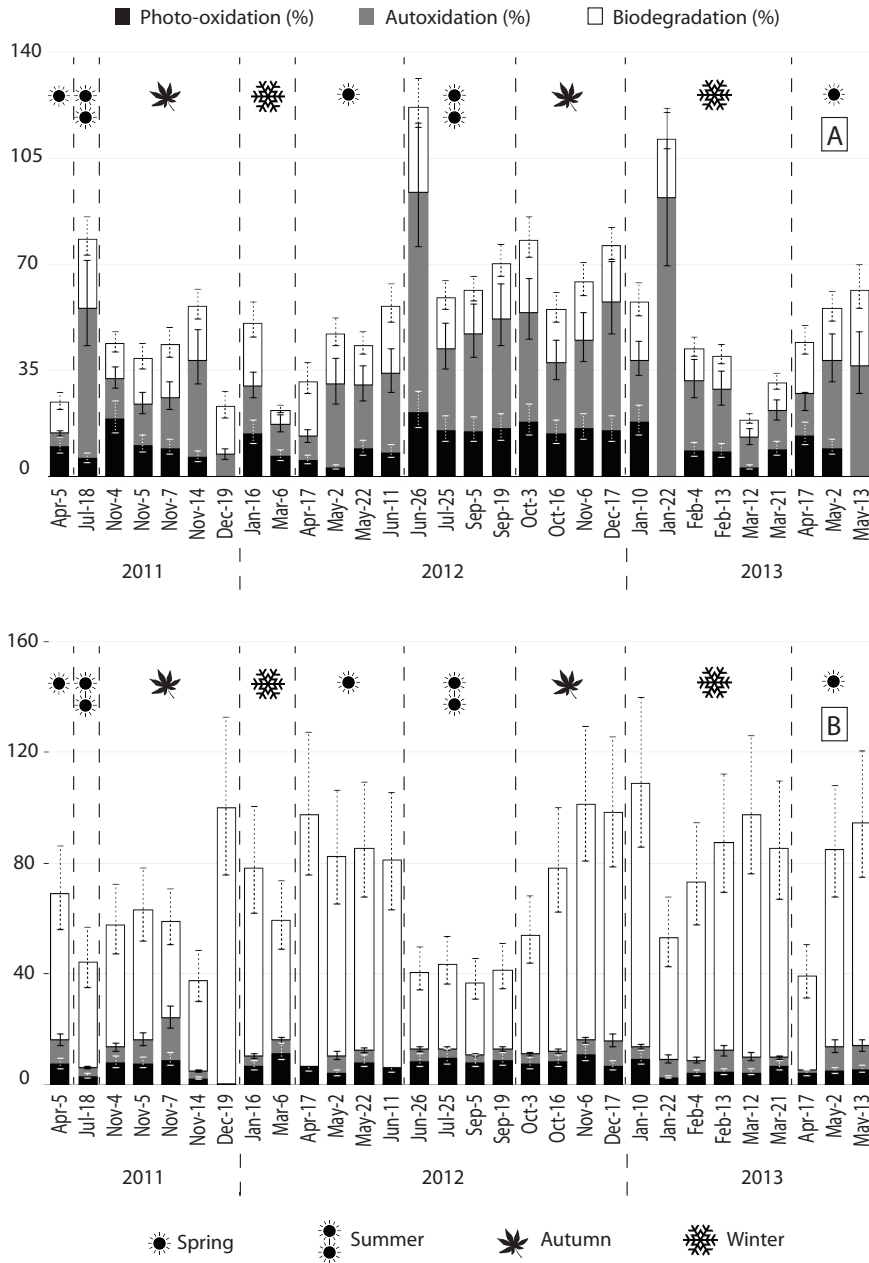 Photo-oxidation (%) Autoxidation (%) Biodegradation (%)
140
105
70
35
0
A
Apr-5 Jul-18 Nov-4 Nov-5 Nov-7 Nov-14 Dec-19 Jan-16 Mar-6 Apr-17 May-2 May-22 Jun-11 Jun-26 Jul-25 Sep-5 Sep-19 Oct-3 Oct-16 Nov-6 Dec-17 Jan-10 Jan-22 Feb-4 Feb-13 Mar-12 Mar-21 Apr-17 May-2 May-13
2011 2012 2013
160
120
80
40
0
B
Apr-5 Jul-18 Nov-4 Nov-5 Nov-7 Nov-14 Dec-19 Jan-16 Mar-6 Apr-17 May-2 May-22 Jun-11 Jun-26 Jul-25 Sep-5 Sep-19 Oct-3 Oct-16 Nov-6 Dec-17 Jan-10 Jan-22 Feb-4 Feb-13 Mar-12 Mar-21 Apr-17 May-2 May-13
2011 2012 2013
Spring Summer Autumn Winter